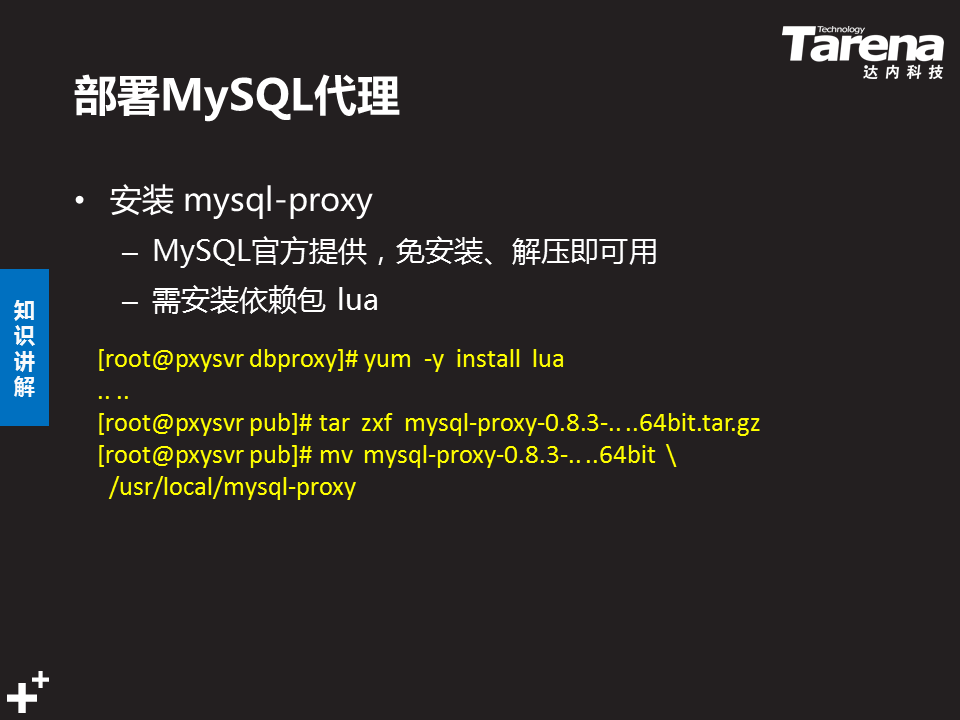 Technology
Tarena
达内科技
部署MySQL代理
• 安装 mysql-proxy
– MySQL官方提供，免安装、解压即可用
– 需安装依赖包 lua
知识讲解
[root@pxysvr dbproxy]# yum -y install lua
.. ..
[root@pxysvr pub]# tar zxf mysql-proxy-0.8.3-.. ..64bit.tar.gz
[root@pxysvr pub]# mv mysql-proxy-0.8.3-.. ..64bit \
/usr/local/mysql-proxy